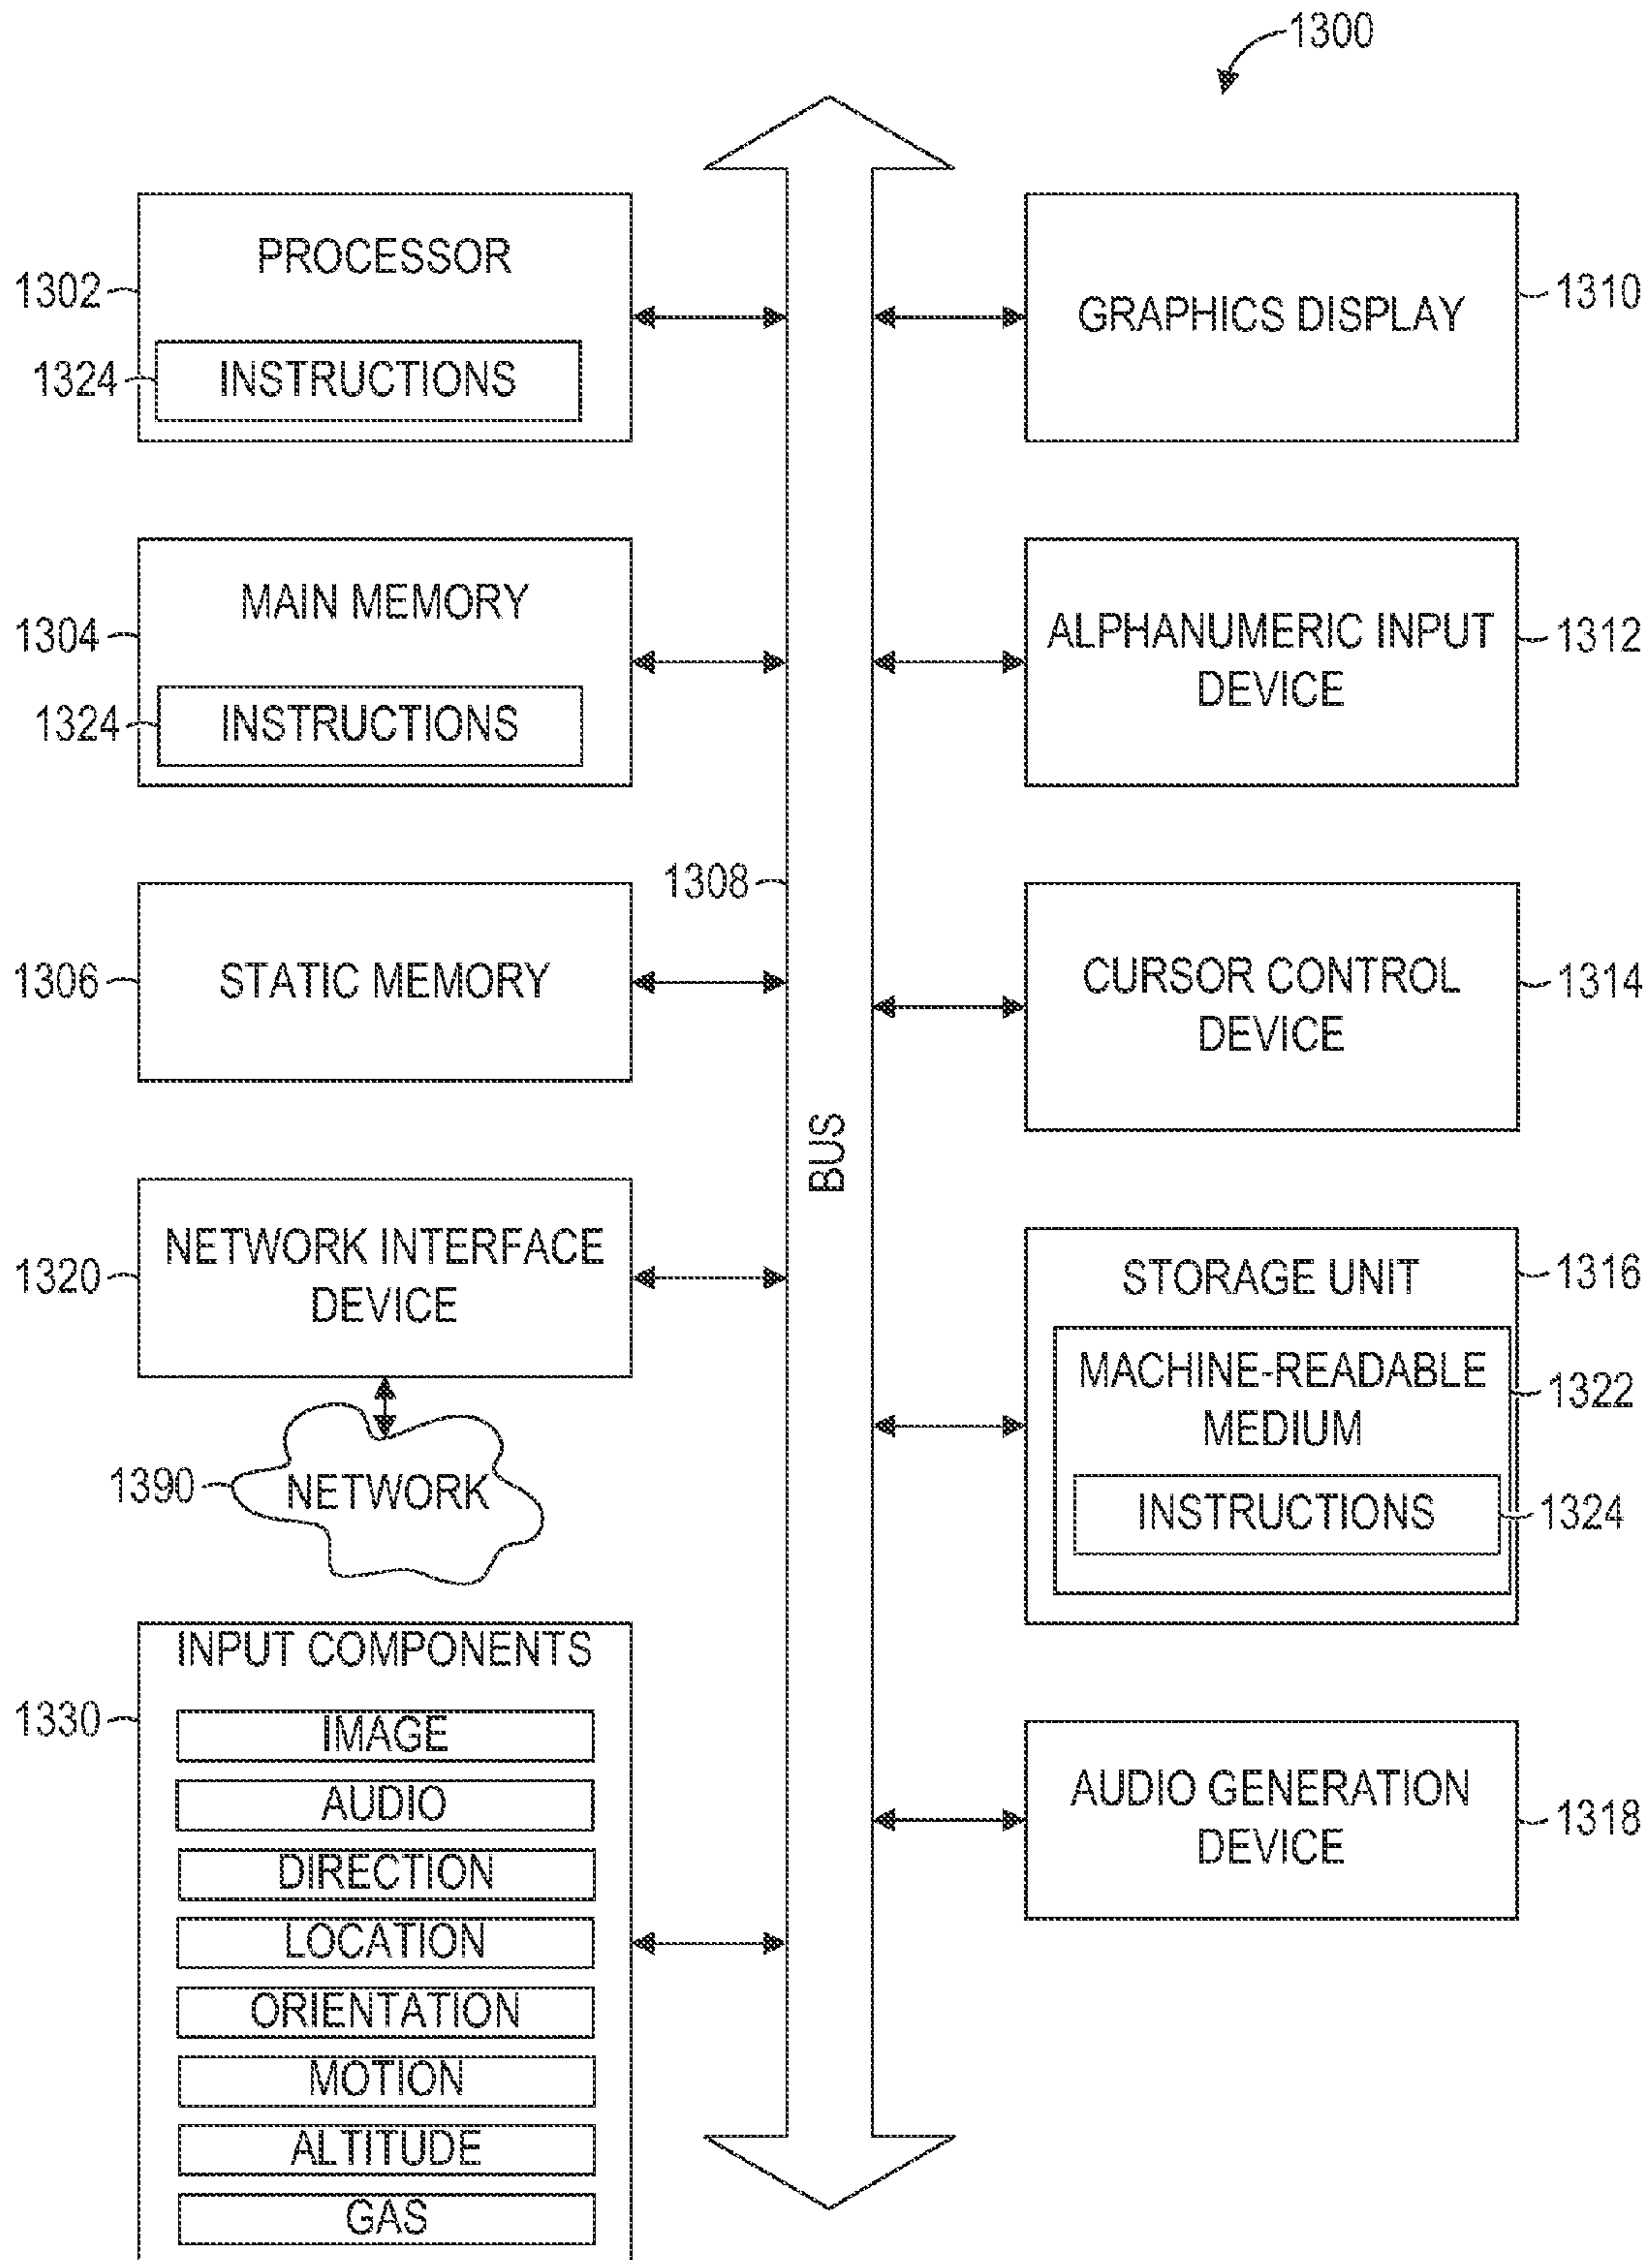 1300
PROCESSOR
1302
1324
INSTRUCTIONS
MAIN MEMORY
1304
1324
INSTRUCTIONS
1308
STATIC MEMORY
1306
NETWORK INTERFACE
DEVICE
1320
1390
NETWORK
INPUT COMPONENTS
1330
IMAGE
AUDIO
DIRECTION
LOCATION
ORIENTATION
MOTION
ALTITUDE
GAS
BUS
GRAPHICS DISPLAY
1310
ALPHANUMERIC INPUT
DEVICE
1312
CURSOR CONTROL
DEVICE
1314
STORAGE UNIT
1316
MACHINE-READABLE
MEDIUM
1322
INSTRUCTIONS
1324
AUDIO GENERATION
DEVICE
1318